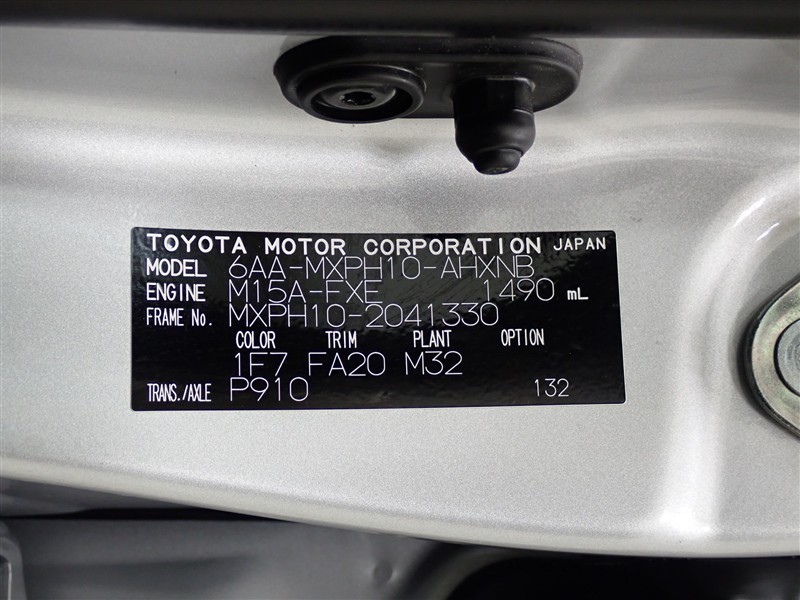 TOYOTA MOTOR CORPORATION JAPAN
MODEL 6AA-MXPH10-AHXNB
ENGINE M15A-FXE 1490 mL
FRAME No. MXPH10-2041330
COLOR TRIM PLANT OPTION
1F7 FA20 M32
TRANS./AXLE P910 132